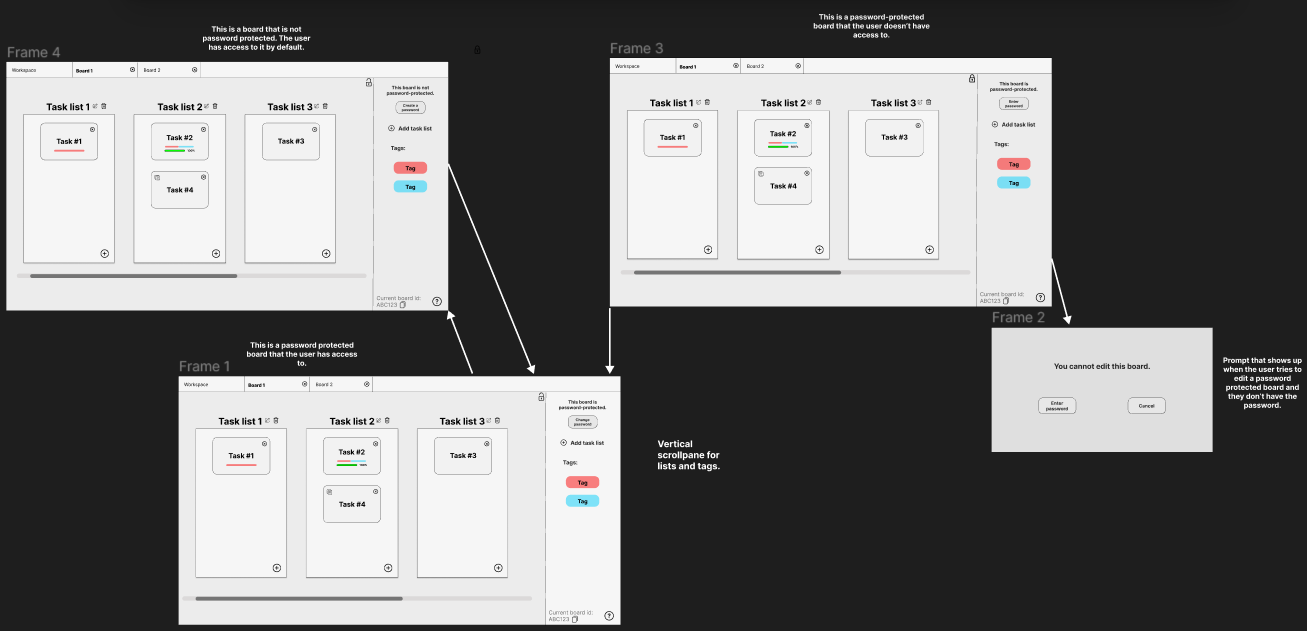 This is a board that is not
password protected. The user
has access to it by default.
Frame 4
Workspace
Board 1
Board 2
Task list 1
Task list 2
Task list 3
Task #1
Task #2
100%
Task #3
Task #4
This board is not
password-protected.
Create a
password
Add task list
Tags:
Tag
Tag
Current board id:
ABC123
?
This is a password-protected
board that the user doesn't have
access to.
Frame 3
Workspace
Board 1
Board 2
Task list 1
Task list 2
Task list 3
Task #1
Task #2
100%
Task #3
Task #4
This board is
password-protected.
Enter
password
Add task list
Tags:
Tag
Tag
Current board id:
ABC123
?
Frame 2
You cannot edit this board.
Enter
password
Cancel
Prompt that shows up
when the user tries to
edit a password
protected board and
they don't have the
password.
This is a password protected
board that the user has access
to.
Frame 1
Workspace
Board 1
Board 2
Task list 1
Task list 2
Task list 3
Task #1
Task #2
100%
Task #3
Task #4
This board is
password-protected.
Change
password
Add task list
Tags:
Tag
Tag
Current board id:
ABC123
?
Vertical
scrollpane for
lists and tags.